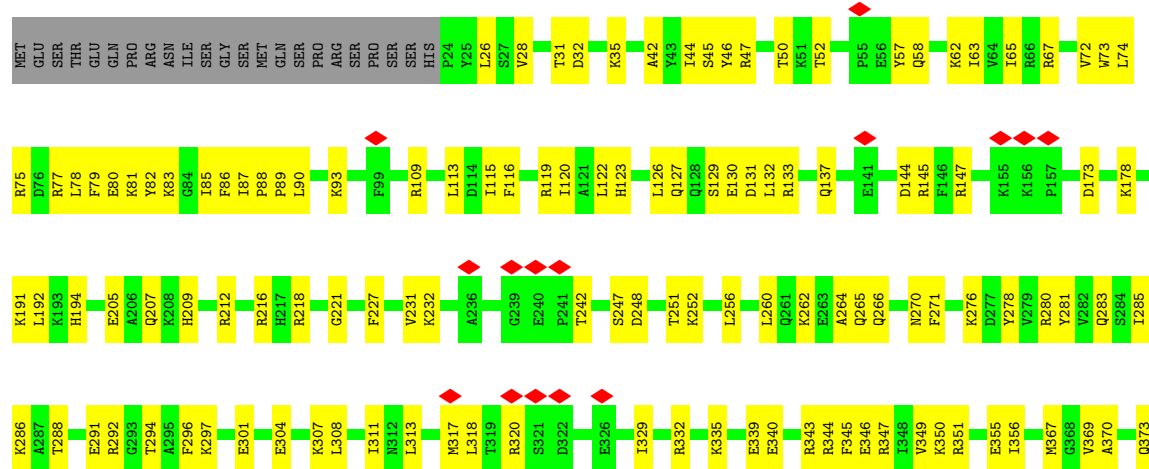 MET GLU SER THR GLU GLN PRO ARG ASN ILE SER GLY SER MET GLN SER PRO ARG SER PRO SER SER HIS P24 Y25 L26 S27 V28 T31 D32 K35 A42 Y43 I44 S45 Y46 R47 T50 K51 T52 P55 E56 Y57 Q58 K62 I63 V64 I65 R66 R67 V72 W73 L74
R75 D76 R77 L78 F79 E80 K81 Y82 K83 G84 I85 F86 I87 P88 P89 L90 K93 F99 R109 L113 D114 I115 F116 R119 I120 A121 L122 H123 L126 Q127 Q128 S129 E130 D131 L132 R133 Q137 E141 D144 R145 F146 R147 K155 K156 P157 D173 K178
K191 L192 K193 H194 E205 A206 Q207 K208 H209 R212 R216 H217 R218 G221 F227 V231 K232 A236 G239 E240 P241 T242 S247 D248 T251 K252 L256 L260 Q261 K262 E263 A264 Q265 Q266 N270 F271 K276 D277 Y278 V279 R280 Y281 V282 Q283 S284 I285
K286 A287 T288 E291 R292 G293 T294 A295 F296 K297 E301 E304 K307 L308 I311 N312 L313 M317 L318 T319 R320 S321 D322 E326 I329 R332 K335 E339 E340 R343 R344 F345 E346 R347 I348 V349 K350 R351 E355 I356 M367 G368 V369 A370 Q373